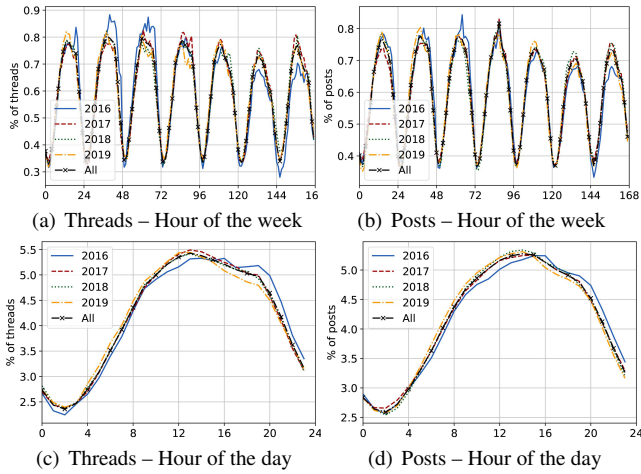 0.9
0.8
0.7
0.6
0.5
0.4
0.3
% of threads
2016
2017
2018
2019
All
0 24 48 72 96 120 144 16
(a) Threads – Hour of the week
0.8
0.7
0.6
0.5
0.4
% of posts
2016
2017
2018
2019
All
0 24 48 72 96 120 144 168
(b) Posts – Hour of the week
5.5
5.0
4.5
4.0
3.5
3.0
2.5
% of threads
2016
2017
2018
2019
All
0 4 8 12 16 20 24
(c) Threads – Hour of the day
5.0
4.5
4.0
3.5
3.0
2.5
% of posts
2016
2017
2018
2019
All
0 4 8 12 16 20 24
(d) Posts – Hour of the day